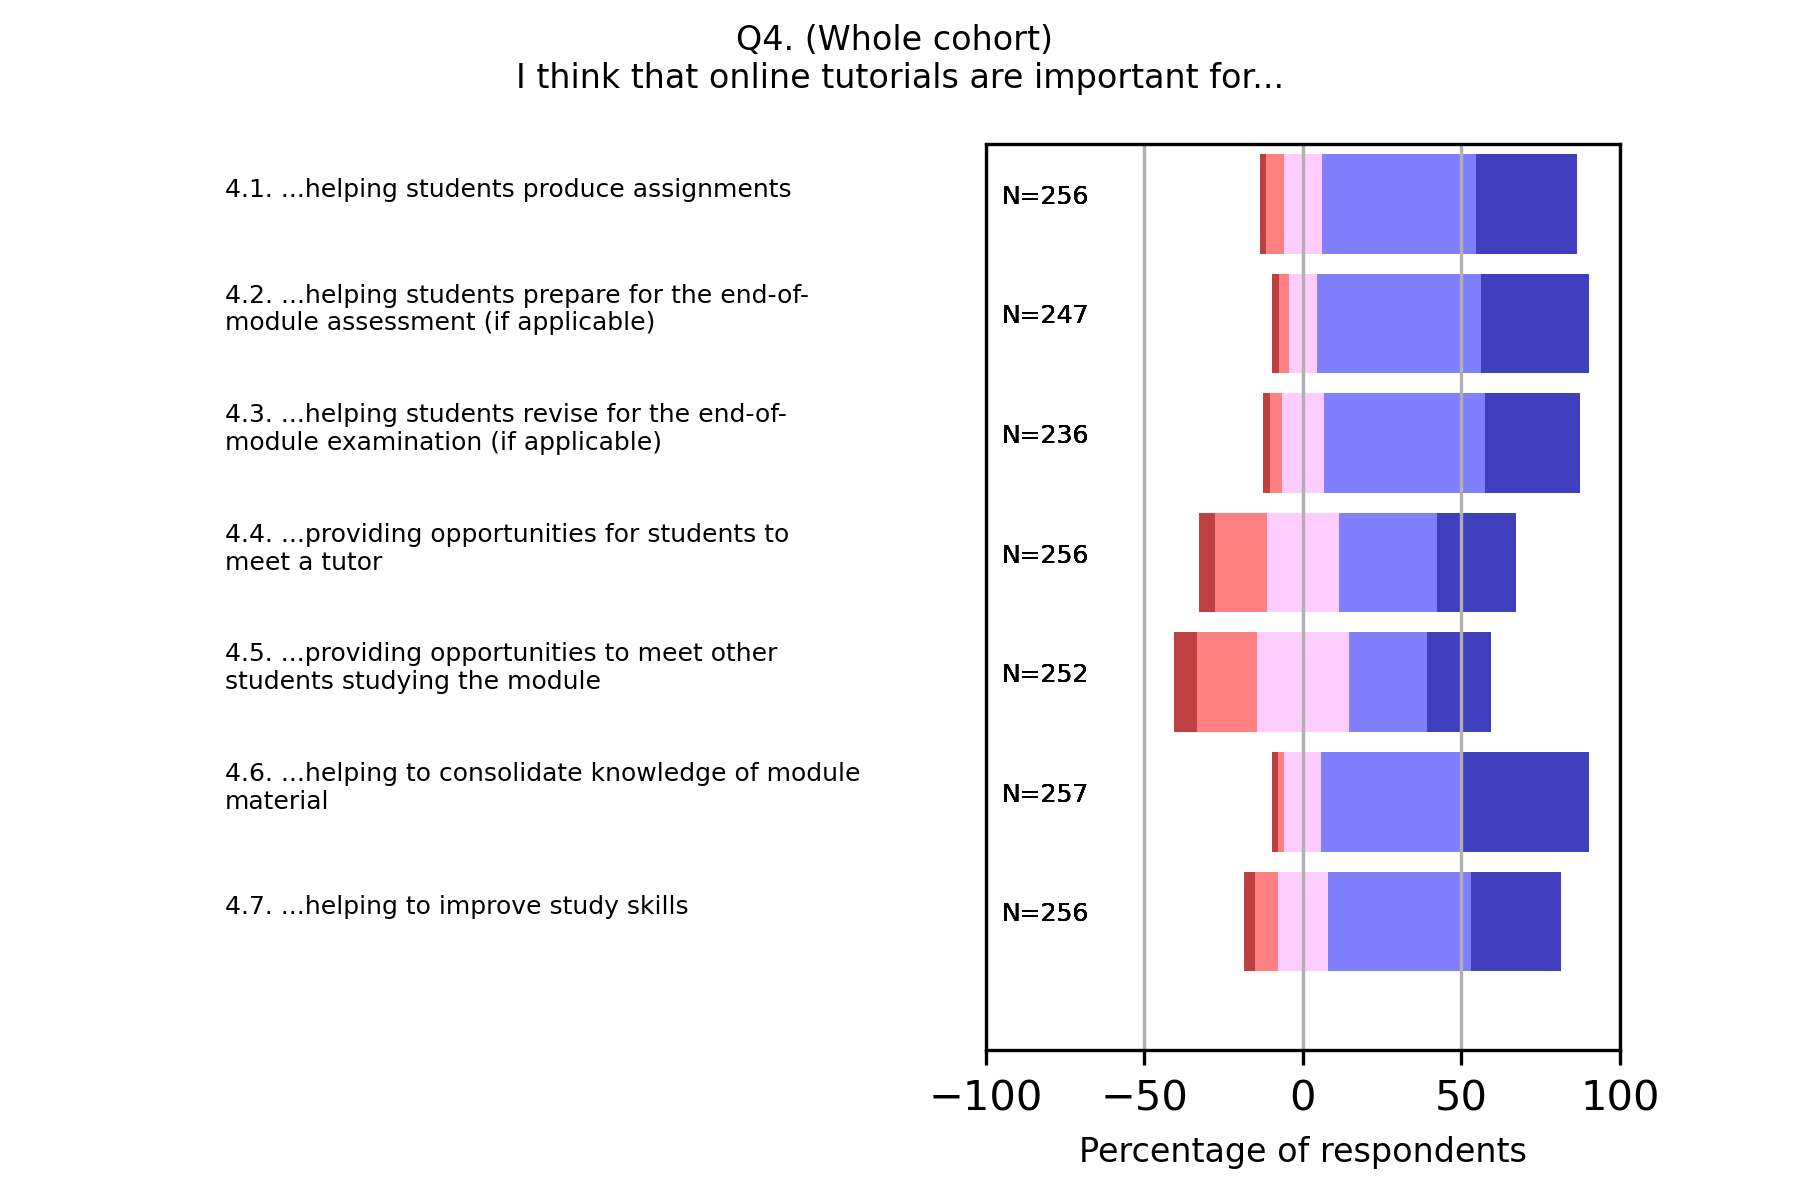 Q4. (Whole cohort)
I think that online tutorials are important for...
4.1. ...helping students produce assignments
N=256
4.2. ...helping students prepare for the end-of-
module assessment (if applicable)
N=247
4.3. ...helping students revise for the end-of-
module examination (if applicable)
N=236
4.4. ...providing opportunities for students to
meet a tutor
N=256
4.5. ...providing opportunities to meet other
students studying the module
N=252
4.6. ...helping to consolidate knowledge of module
material
N=257
4.7. ...helping to improve study skills
N=256
−100 −50 0 50 100
Percentage of respondents